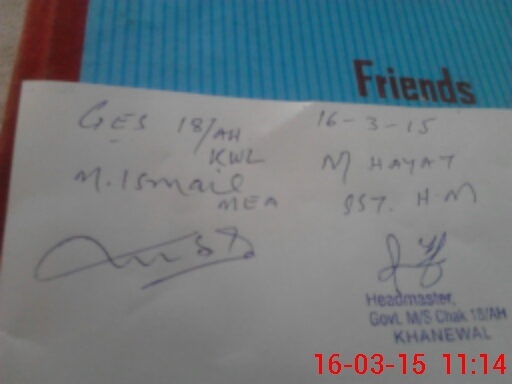 Friends
GES 18/AH
KWL
16-3-15
M. Ismail
MEA
M HAYAT
SST. H.M
Headmaster,
Govt. M/S Chak 18/AH
KHANEWAL
16-03-15 11:14